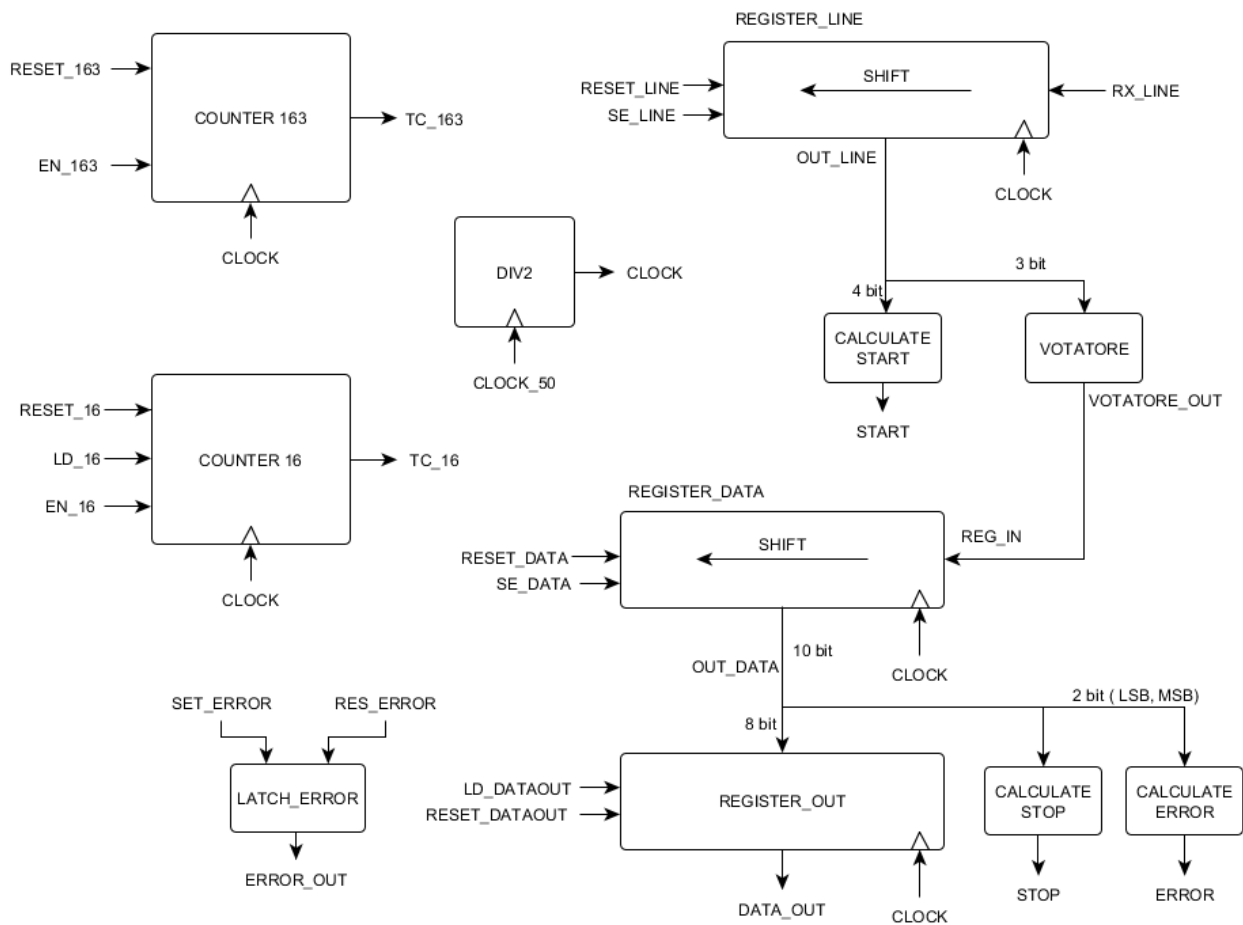 REGISTER_LINE
RESET_163
COUNTER 163
TC_163
EN_163
CLOCK
SHIFT
RESET_LINE
SE_LINE
RX_LINE
OUT_LINE
CLOCK
DIV2
CLOCK
CLOCK_50
3 bit
4 bit
CALCULATE
START
VOTATORE
START
VOTATORE_OUT
RESET_16
LD_16
COUNTER 16
TC_16
EN_16
CLOCK
REGISTER_DATA
SHIFT
REG_IN
RESET_DATA
SE_DATA
CLOCK
10 bit
OUT_DATA
SET_ERROR
RES_ERROR
LATCH_ERROR
ERROR_OUT
2 bit ( LSB, MSB)
8 bit
LD_DATAOUT
RESET_DATAOUT
REGISTER_OUT
CALCULATE
STOP
CALCULATE
ERROR
DATA_OUT
CLOCK
STOP
ERROR